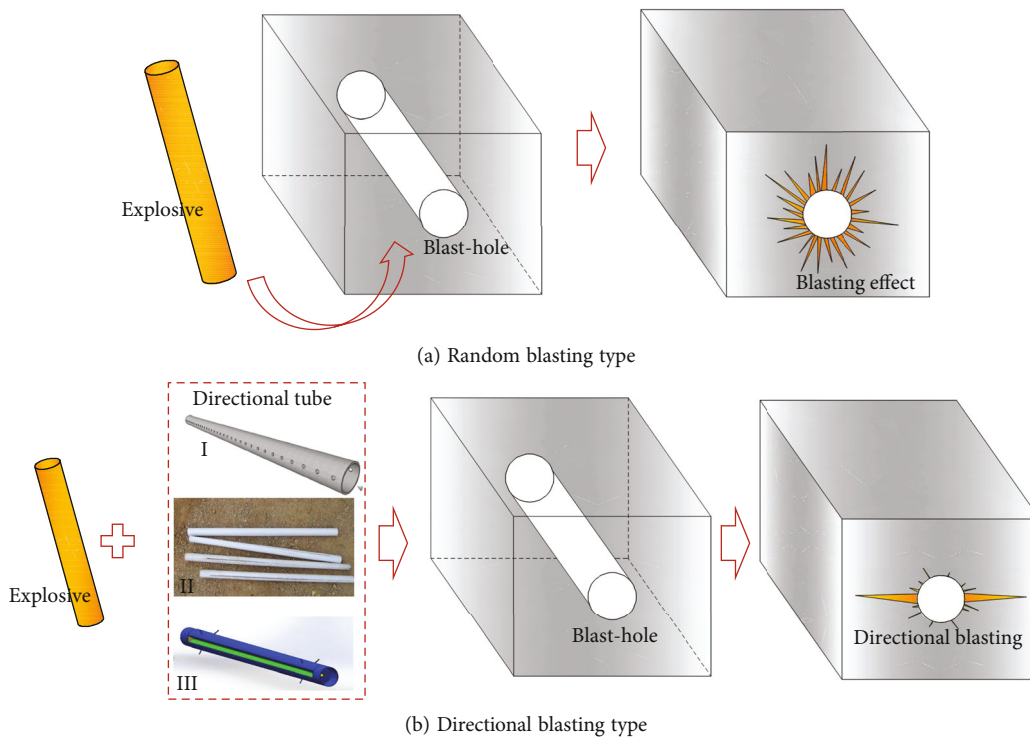 Explosive
Blast-hole
Blasting effect
(a) Random blasting type
Directional tube
I
II
III
Explosive
Blast-hole
Directional blasting
(b) Directional blasting type